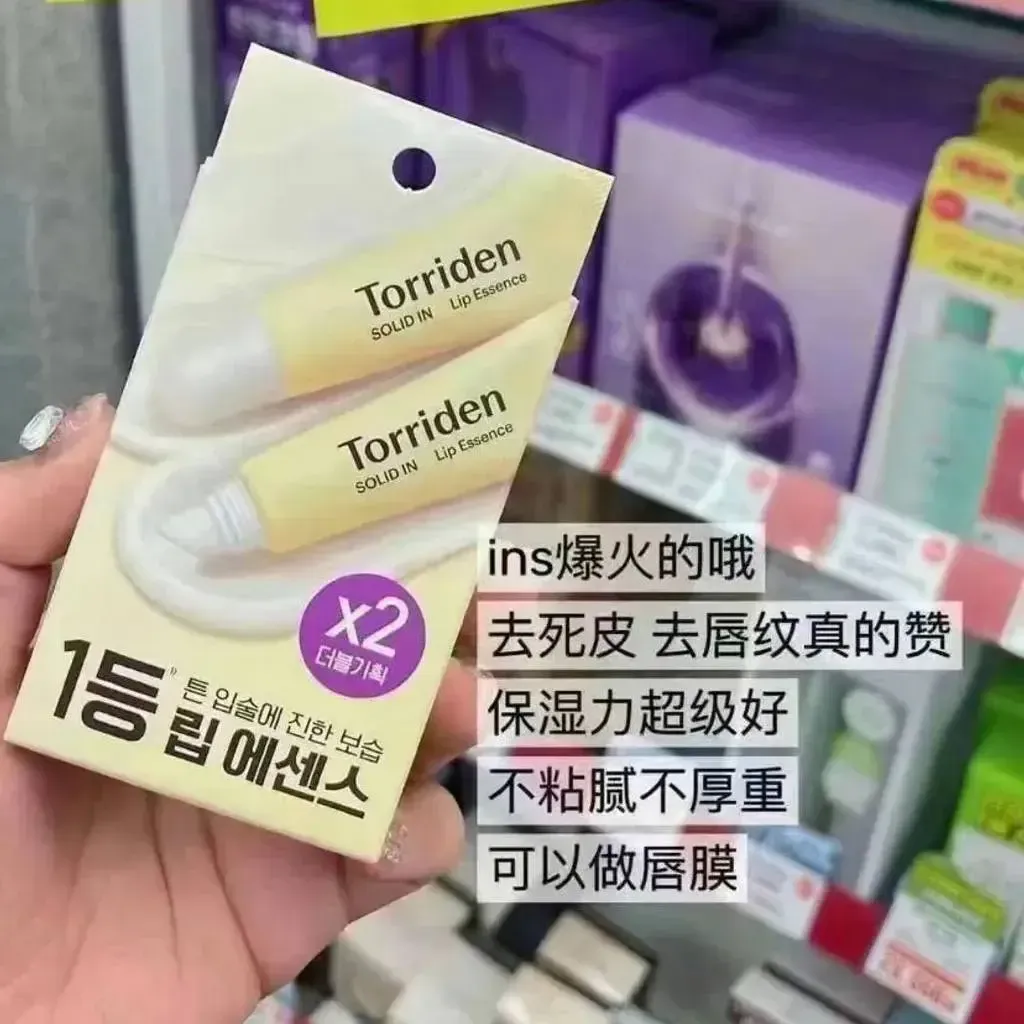 Torriden
SOLID IN Lip Essence
Torriden
SOLID IN Lip Essence
x2
더블기획
튼 입술에 진한 보습
1등" 립 에센스
ins爆火的哦
去死皮 去唇纹真的赞
保湿力超级好
不粘腻不厚重
可以做唇膜